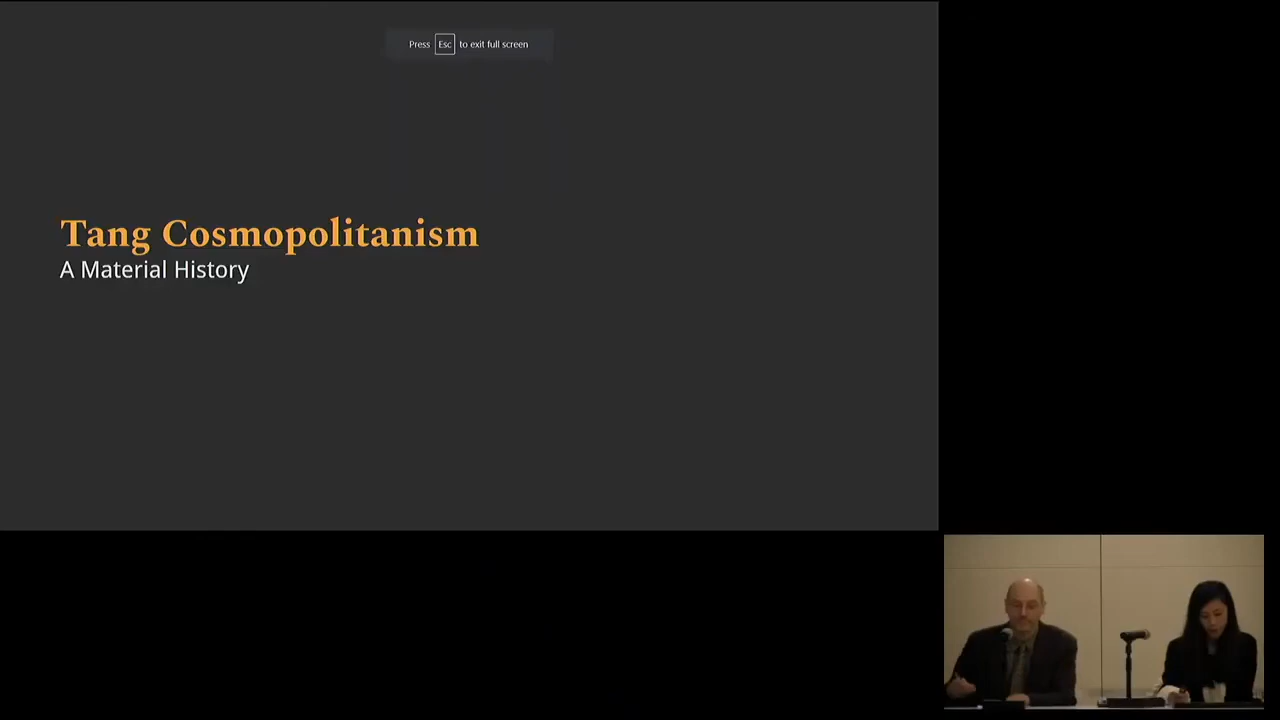 Press Esc to exit full screen
Tang Cosmopolitanism
A Material History